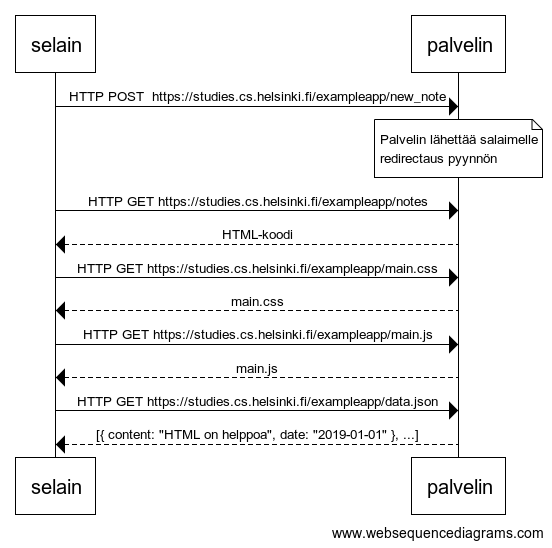 selain
palvelin
HTTP POST  https://studies.cs.helsinki.fi/exampleapp/new_note
Palvelin lähettää salaimelle
redirectaus pyynnön
HTTP GET https://studies.cs.helsinki.fi/exampleapp/notes
HTML-koodi
HTTP GET https://studies.cs.helsinki.fi/exampleapp/main.css
main.css
HTTP GET https://studies.cs.helsinki.fi/exampleapp/main.js
main.js
HTTP GET https://studies.cs.helsinki.fi/exampleapp/data.json
[{ content: "HTML on helppoa", date: "2019-01-01" }, ...]
selain
palvelin
www.websequencediagrams.com